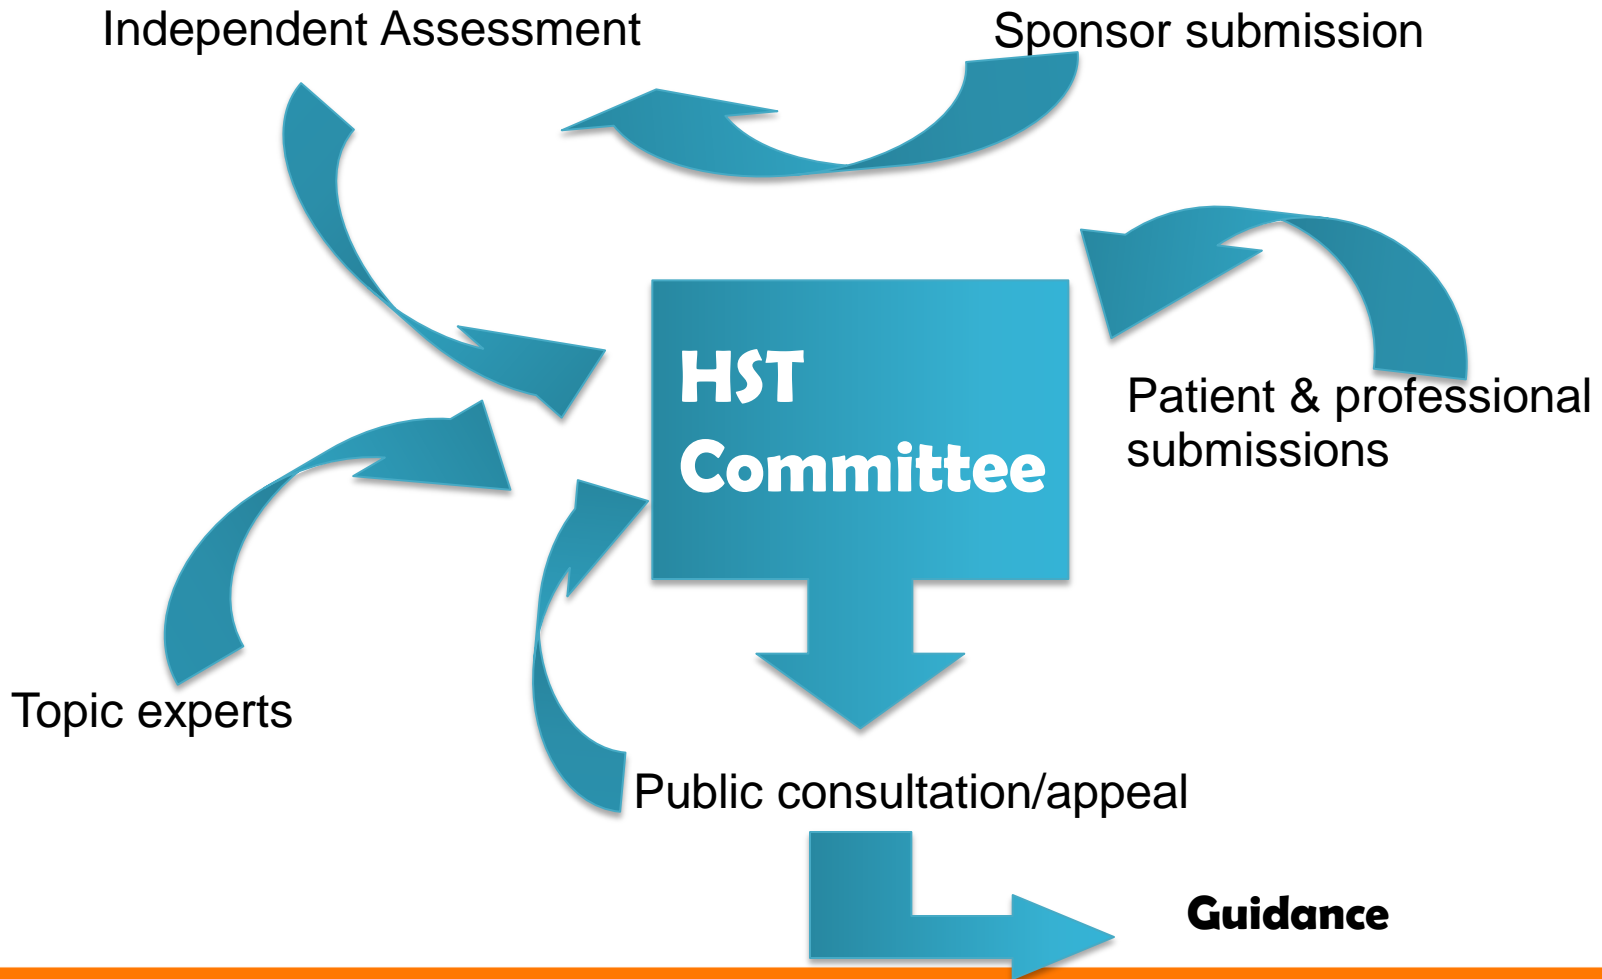 Independent Assessment
Sponsor submission
HST
Committee
Patient & professional
submissions
Topic experts
Public consultation/appeal
Guidance